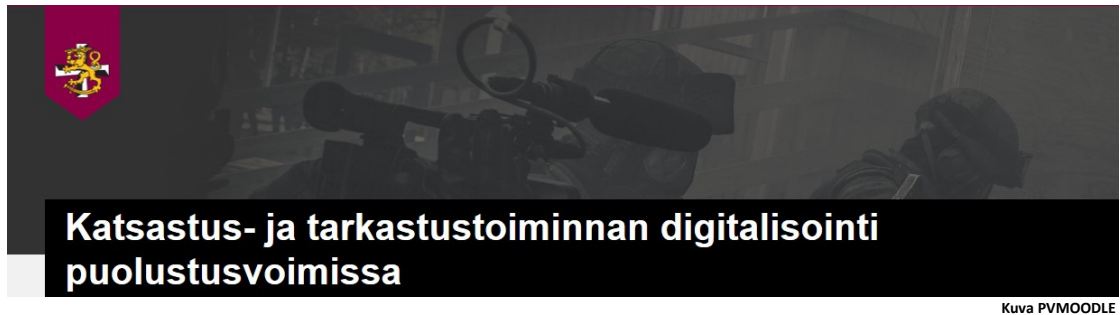 Katsastus- ja tarkastustoiminnan digitalisointi
puolustusvoimissa
Kuva PVMOODLE